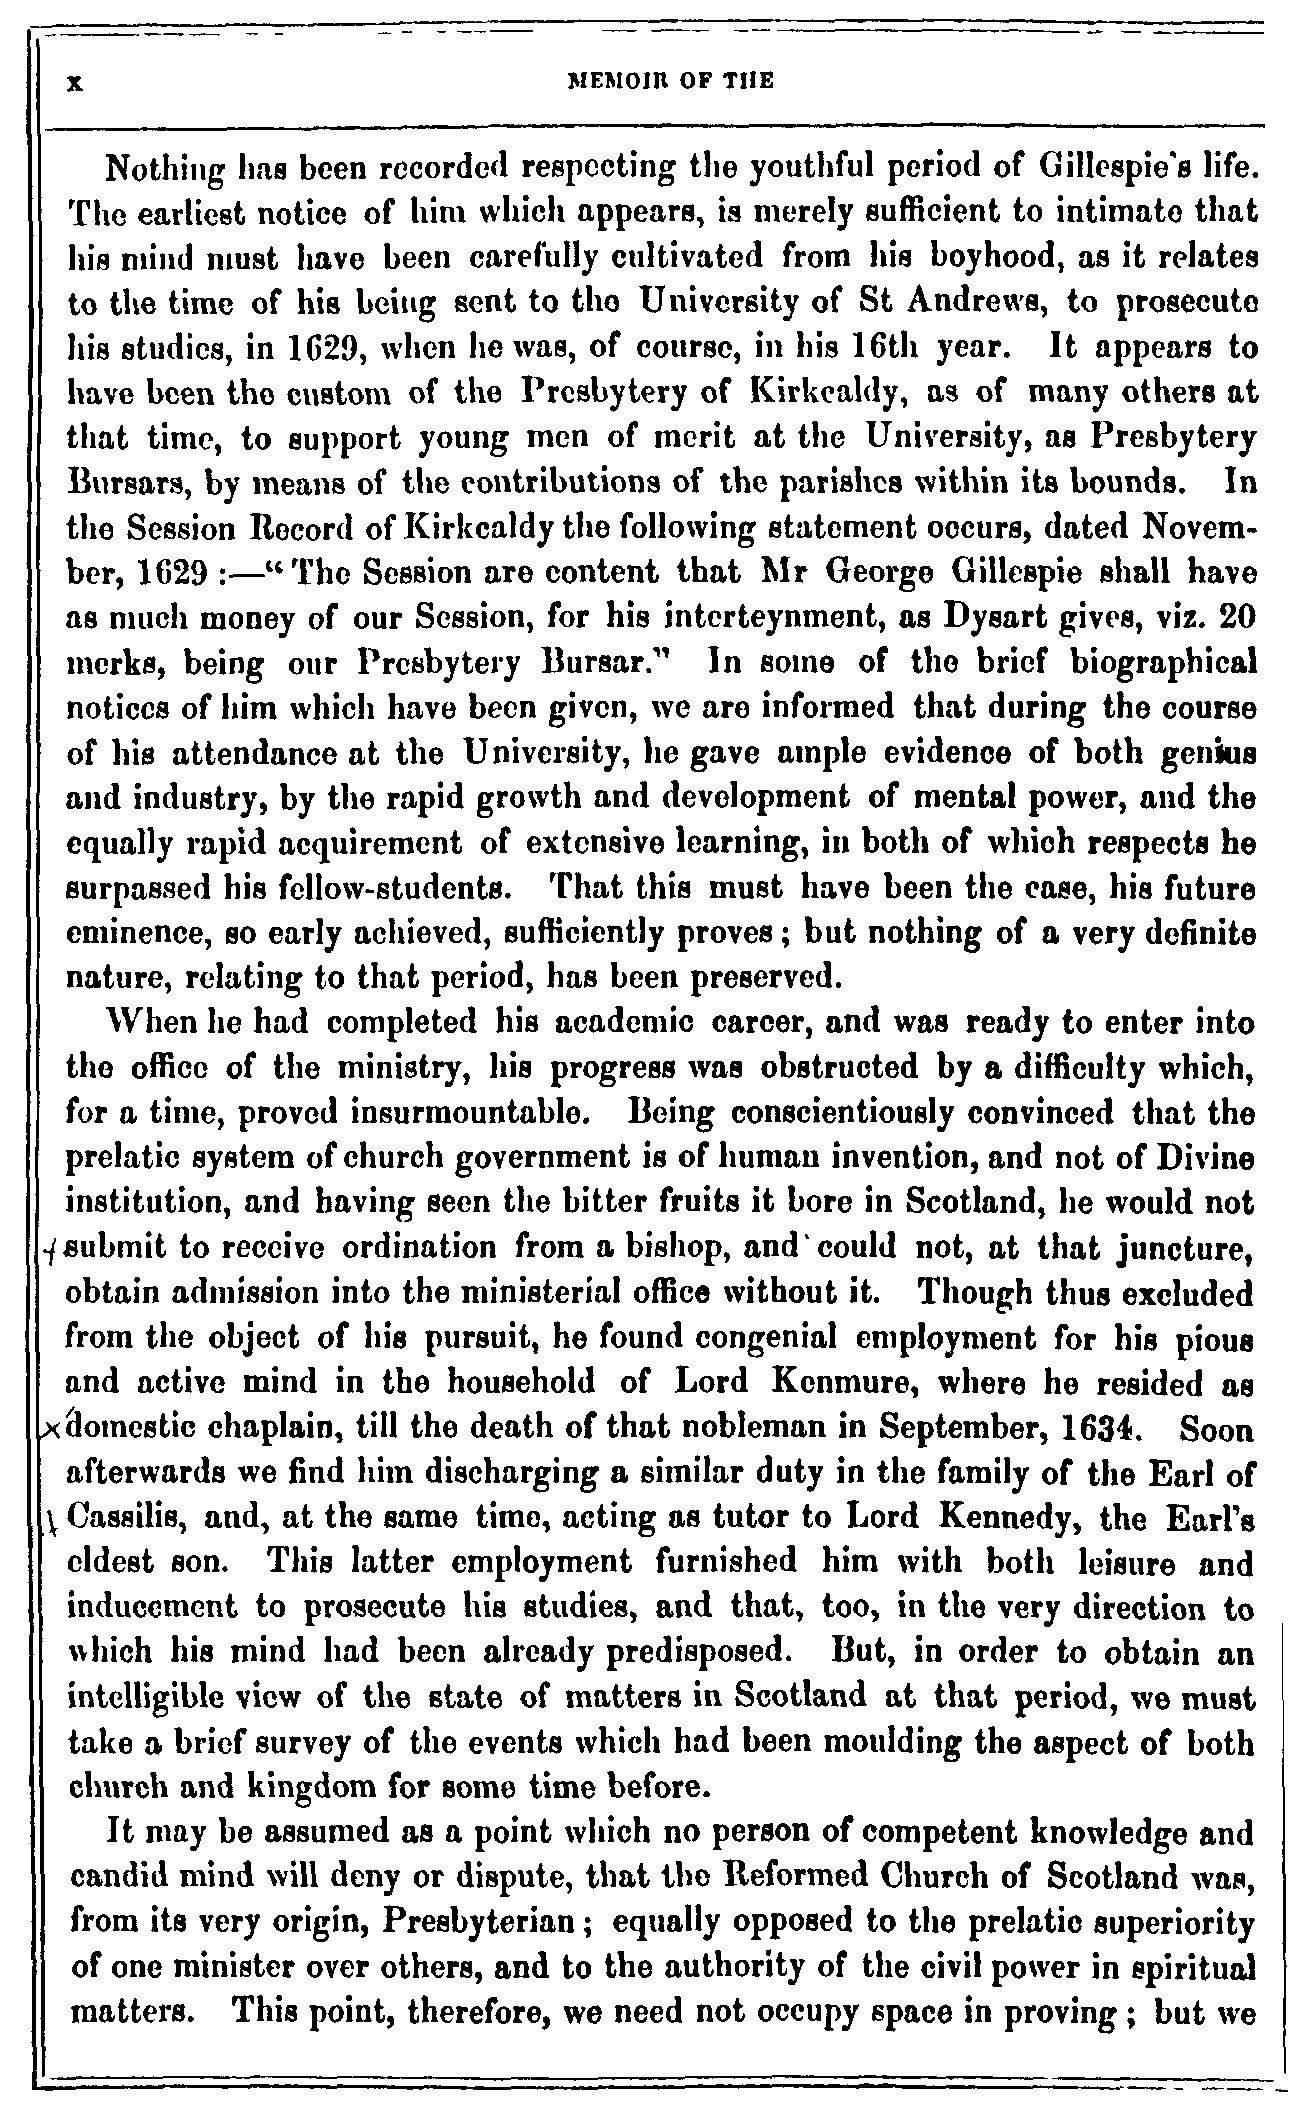 x MEMOIR OF THE
Nothing has been recorded respecting the youthful period of Gillespie's life.
The earliest notice of him which appears, is merely sufficient to intimate that
his mind must have been carefully cultivated from his boyhood, as it relates
to the time of his being sent to the University of St Andrews, to prosecute
his studies, in 1629, when he was, of course, in his 16th year. It appears to
have been the custom of the Presbytery of Kirkcaldy, as of many others at
that time, to support young men of merit at the University, as Presbytery
Bursars, by means of the contributions of the parishes within its bounds. In
the Session Record of Kirkcaldy the following statement occurs, dated Novem-
ber, 1629 :—“ The Session are content that Mr George Gillespie shall have
as much money of our Session, for his interteynment, as Dysart gives, viz. 20
merks, being our Presbytery Bursar.” In some of the brief biographical
notices of him which have been given, we are informed that during the course
of his attendance at the University, he gave ample evidence of both genius
and industry, by the rapid growth and development of mental power, and the
equally rapid acquirement of extensive learning, in both of which respects he
surpassed his fellow-students. That this must have been the case, his future
eminence, so early achieved, sufficiently proves ; but nothing of a very definite
nature, relating to that period, has been preserved.
When he had completed his academic career, and was ready to enter into
the office of the ministry, his progress was obstructed by a difficulty which,
for a time, proved insurmountable. Being conscientiously convinced that the
prelatic system of church government is of human invention, and not of Divine
institution, and having seen the bitter fruits it bore in Scotland, he would not
submit to receive ordination from a bishop, and could not, at that juncture,
obtain admission into the ministerial office without it. Though thus excluded
from the object of his pursuit, he found congenial employment for his pious
and active mind in the household of Lord Kenmure, where he resided as
domestic chaplain, till the death of that nobleman in September, 1634. Soon
afterwards we find him discharging a similar duty in the family of the Earl of
Cassilis, and, at the same time, acting as tutor to Lord Kennedy, the Earl's
eldest son. This latter employment furnished him with both leisure and
inducement to prosecute his studies, and that, too, in the very direction to
which his mind had been already predisposed. But, in order to obtain an
intelligible view of the state of matters in Scotland at that period, we must
take a brief survey of the events which had been moulding the aspect of both
church and kingdom for some time before.
It may be assumed as a point which no person of competent knowledge and
candid mind will deny or dispute, that the Reformed Church of Scotland was,
from its very origin, Presbyterian ; equally opposed to the prelatic superiority
of one minister over others, and to the authority of the civil power in spiritual
matters. This point, therefore, we need not occupy space in proving ; but we